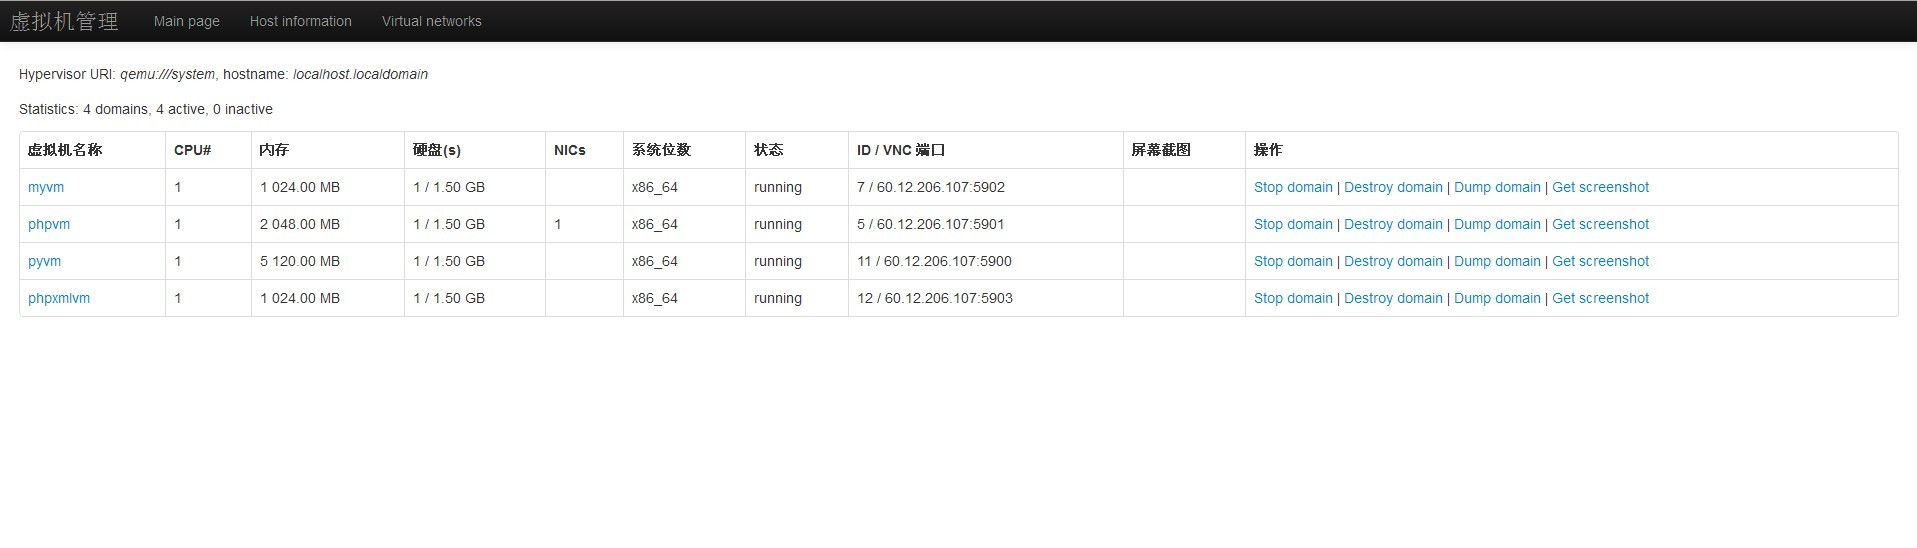 虚拟机管理 Main page Host information Virtual networks
Hypervisor URI: qemu:///system, hostname: localhost.localdomain
Statistics: 4 domains, 4 active, 0 inactive
虚拟机名称 CPU# 内存 硬盘(s) NICs 系统位数 状态 ID / VNC 端口 屏幕截图 操作
myvm 1 1 024.00 MB 1 / 1.50 GB x86_64 running 7 / 60.12.206.107:5902 Stop domain | Destroy domain | Dump domain | Get screenshot
phpvm 1 2 048.00 MB 1 / 1.50 GB 1 x86_64 running 5 / 60.12.206.107:5901 Stop domain | Destroy domain | Dump domain | Get screenshot
pyvm 1 5 120.00 MB 1 / 1.50 GB x86_64 running 11 / 60.12.206.107:5900 Stop domain | Destroy domain | Dump domain | Get screenshot
phpxmlvm 1 1 024.00 MB 1 / 1.50 GB x86_64 running 12 / 60.12.206.107:5903 Stop domain | Destroy domain | Dump domain | Get screenshot